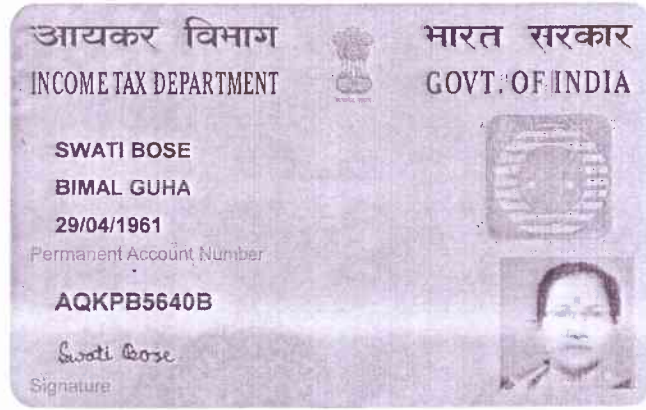 आयकर विभाग
भारत सरकार
INCOME TAX DEPARTMENT
GOVT. OF INDIA
SWATI BOSE
BIMAL GUHA
29/04/1961
Permanent Account Number
AQKPB5640B
Swati Bose
Signature